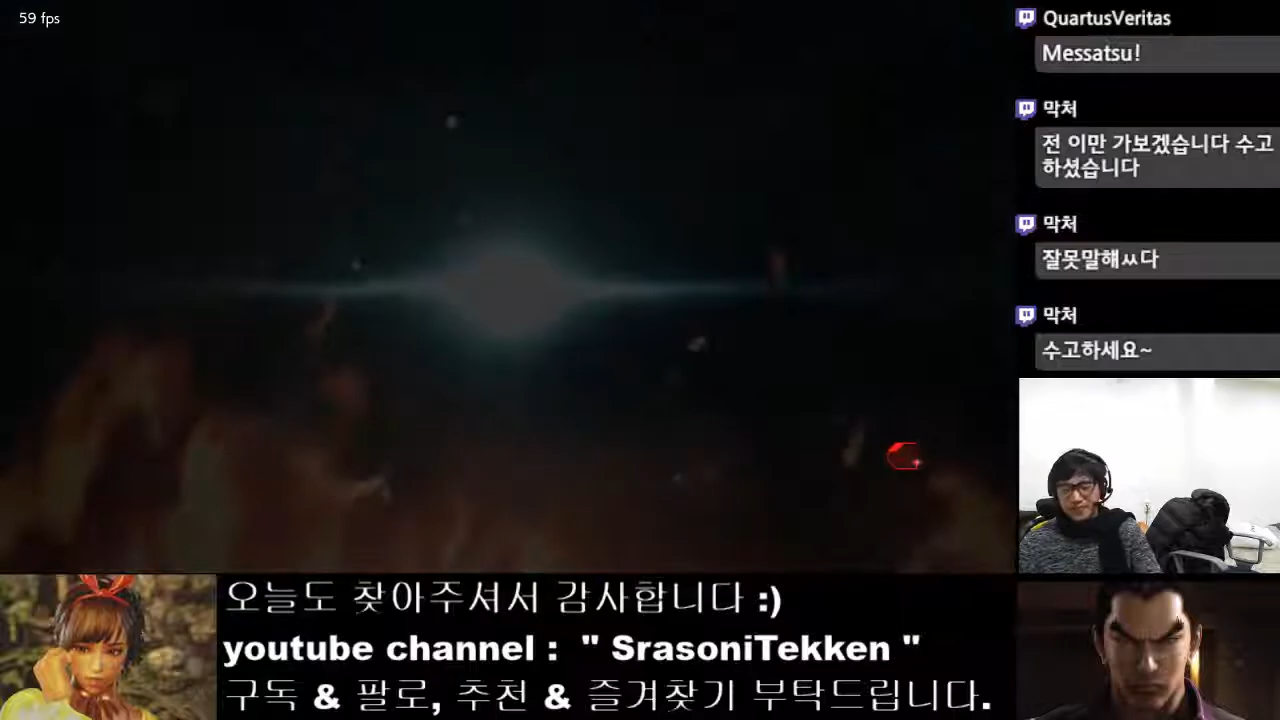 59 fps
QuartusVeritas
Messatsu!
막처
전 이만 가보겠습니다 수고
하셨습니다
막처
잘못말해ㅆ다
막처
수고하세요~
오늘도 찾아주셔서 감사합니다 :)
youtube channel : " SrasoniTekken "
구독 & 팔로, 추천 & 즐겨찾기 부탁드립니다.